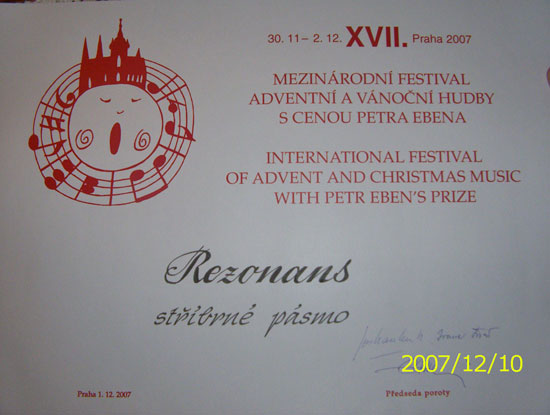 30. 11 – 2. 12. XVII. Praha 2007
MEZINÁRODNÍ FESTIVAL
ADVENTNÍ A VÁNOČNÍ HUDBY
S CENOU PETRA EBENA
INTERNATIONAL FESTIVAL
OF ADVENT AND CHRISTMAS MUSIC
WITH PETR EBEN'S PRIZE
Rezonans
stříbrné pásmo
2007/12/10
Praha 1. 12. 2007
Předseda poroty